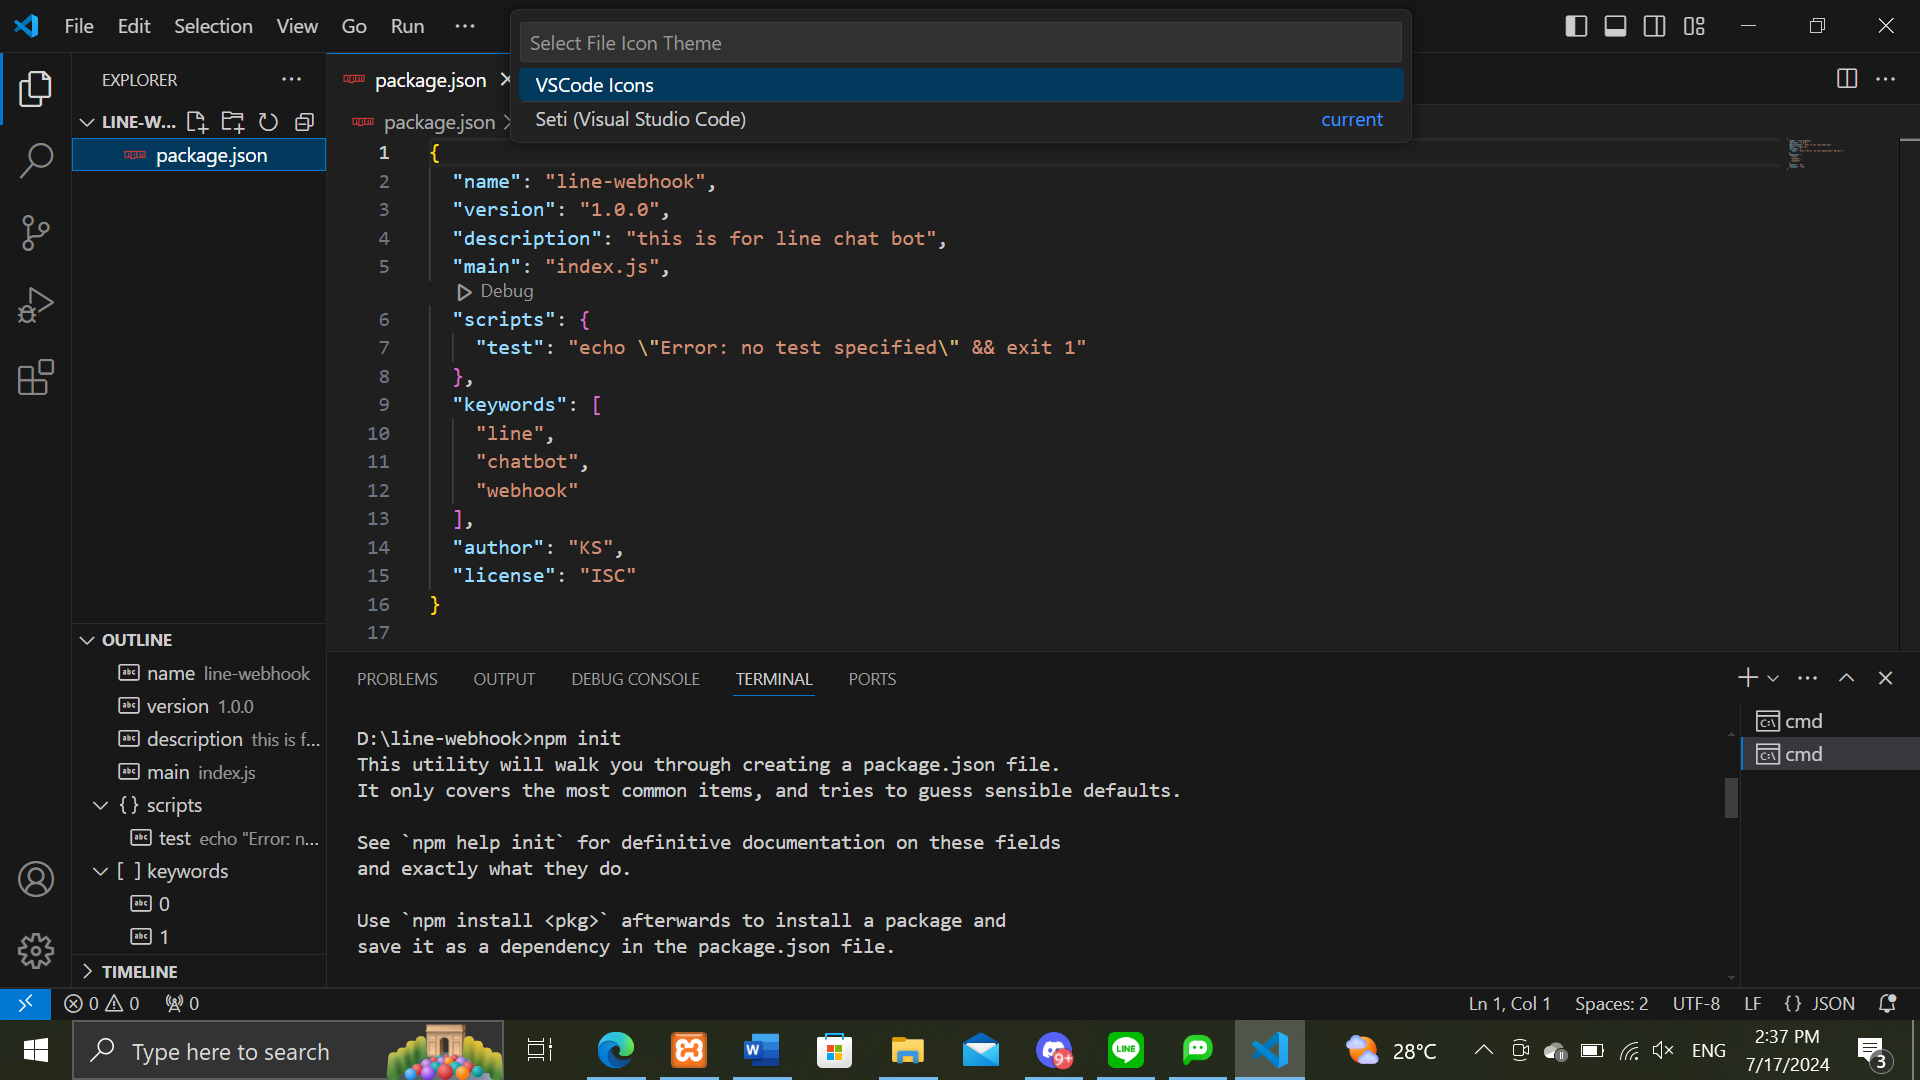 File Edit Selection View Go Run
Select File Icon Theme
VSCode Icons
Seti (Visual Studio Code) current
EXPLORER
LINE-W...
package.json
package.json
package.json
1 {
2 "name": "line-webhook",
3 "version": "1.0.0",
4 "description": "this is for line chat bot",
5 "main": "index.js",
Debug
6 "scripts": {
7 "test": "echo \"Error: no test specified\" && exit 1"
8 },
9 "keywords": [
10 "line",
11 "chatbot",
12 "webhook"
13 ],
14 "author": "KS",
15 "license": "ISC"
16 }
17
OUTLINE
name line-webhook
version 1.0.0
description this is f...
main index.js
{} scripts
test echo "Error: n...
[ ] keywords
0
1
TIMELINE
PROBLEMS OUTPUT DEBUG CONSOLE TERMINAL PORTS
cmd
cmd
D:\line-webhook>npm init
This utility will walk you through creating a package.json file.
It only covers the most common items, and tries to guess sensible defaults.
See `npm help init` for definitive documentation on these fields
and exactly what they do.
Use `npm install <pkg>` afterwards to install a package and
save it as a dependency in the package.json file.
0 0 0
Ln 1, Col 1 Spaces: 2 UTF-8 LF {} JSON
Type here to search
9+
LINE
28°C
ENG
2:37 PM
7/17/2024
3